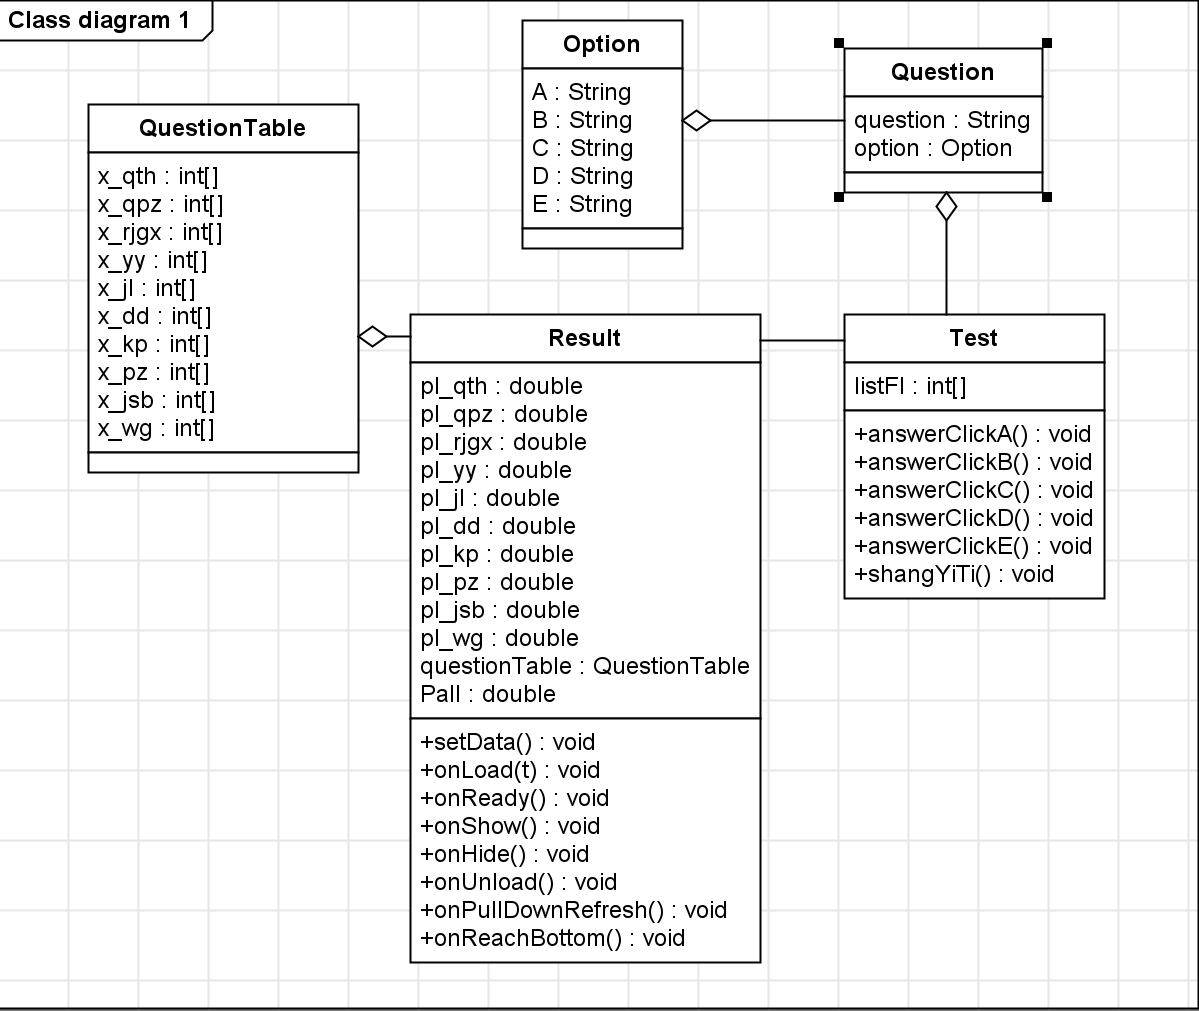 Class diagram 1
Option
A : String
B : String
C : String
D : String
E : String
Question
question : String
option : Option
QuestionTable
x_qth : int[]
x_qpz : int[]
x_rjgx : int[]
x_yy : int[]
x_jl : int[]
x_dd : int[]
x_kp : int[]
x_pz : int[]
x_jsb : int[]
x_wg : int[]
Result
pl_qth : double
pl_qpz : double
pl_rjgx : double
pl_yy : double
pl_jl : double
pl_dd : double
pl_kp : double
pl_pz : double
pl_jsb : double
pl_wg : double
questionTable : QuestionTable
Pall : double
+setData() : void
+onLoad(t) : void
+onReady() : void
+onShow() : void
+onHide() : void
+onUnload() : void
+onPullDownRefresh() : void
+onReachBottom() : void
Test
listFl : int[]
+answerClickA() : void
+answerClickB() : void
+answerClickC() : void
+answerClickD() : void
+answerClickE() : void
+shangYiTi() : void